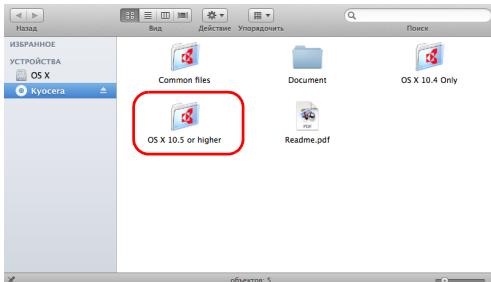 Назад
Вид
Действие
Упорядочить
Поиск
ИЗБРАННОЕ
УСТРОЙСТВА
OS X
Kyocera
Common files
Document
OS X 10.4 Only
OS X 10.5 or higher
PDF
Readme.pdf
объектов: 5